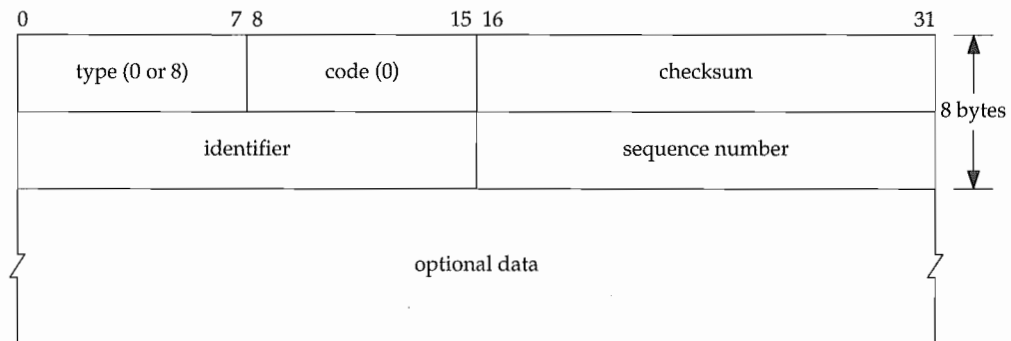 0 7 8 15 16 31
type (0 or 8) code (0) checksum
8 bytes
identifier sequence number
optional data